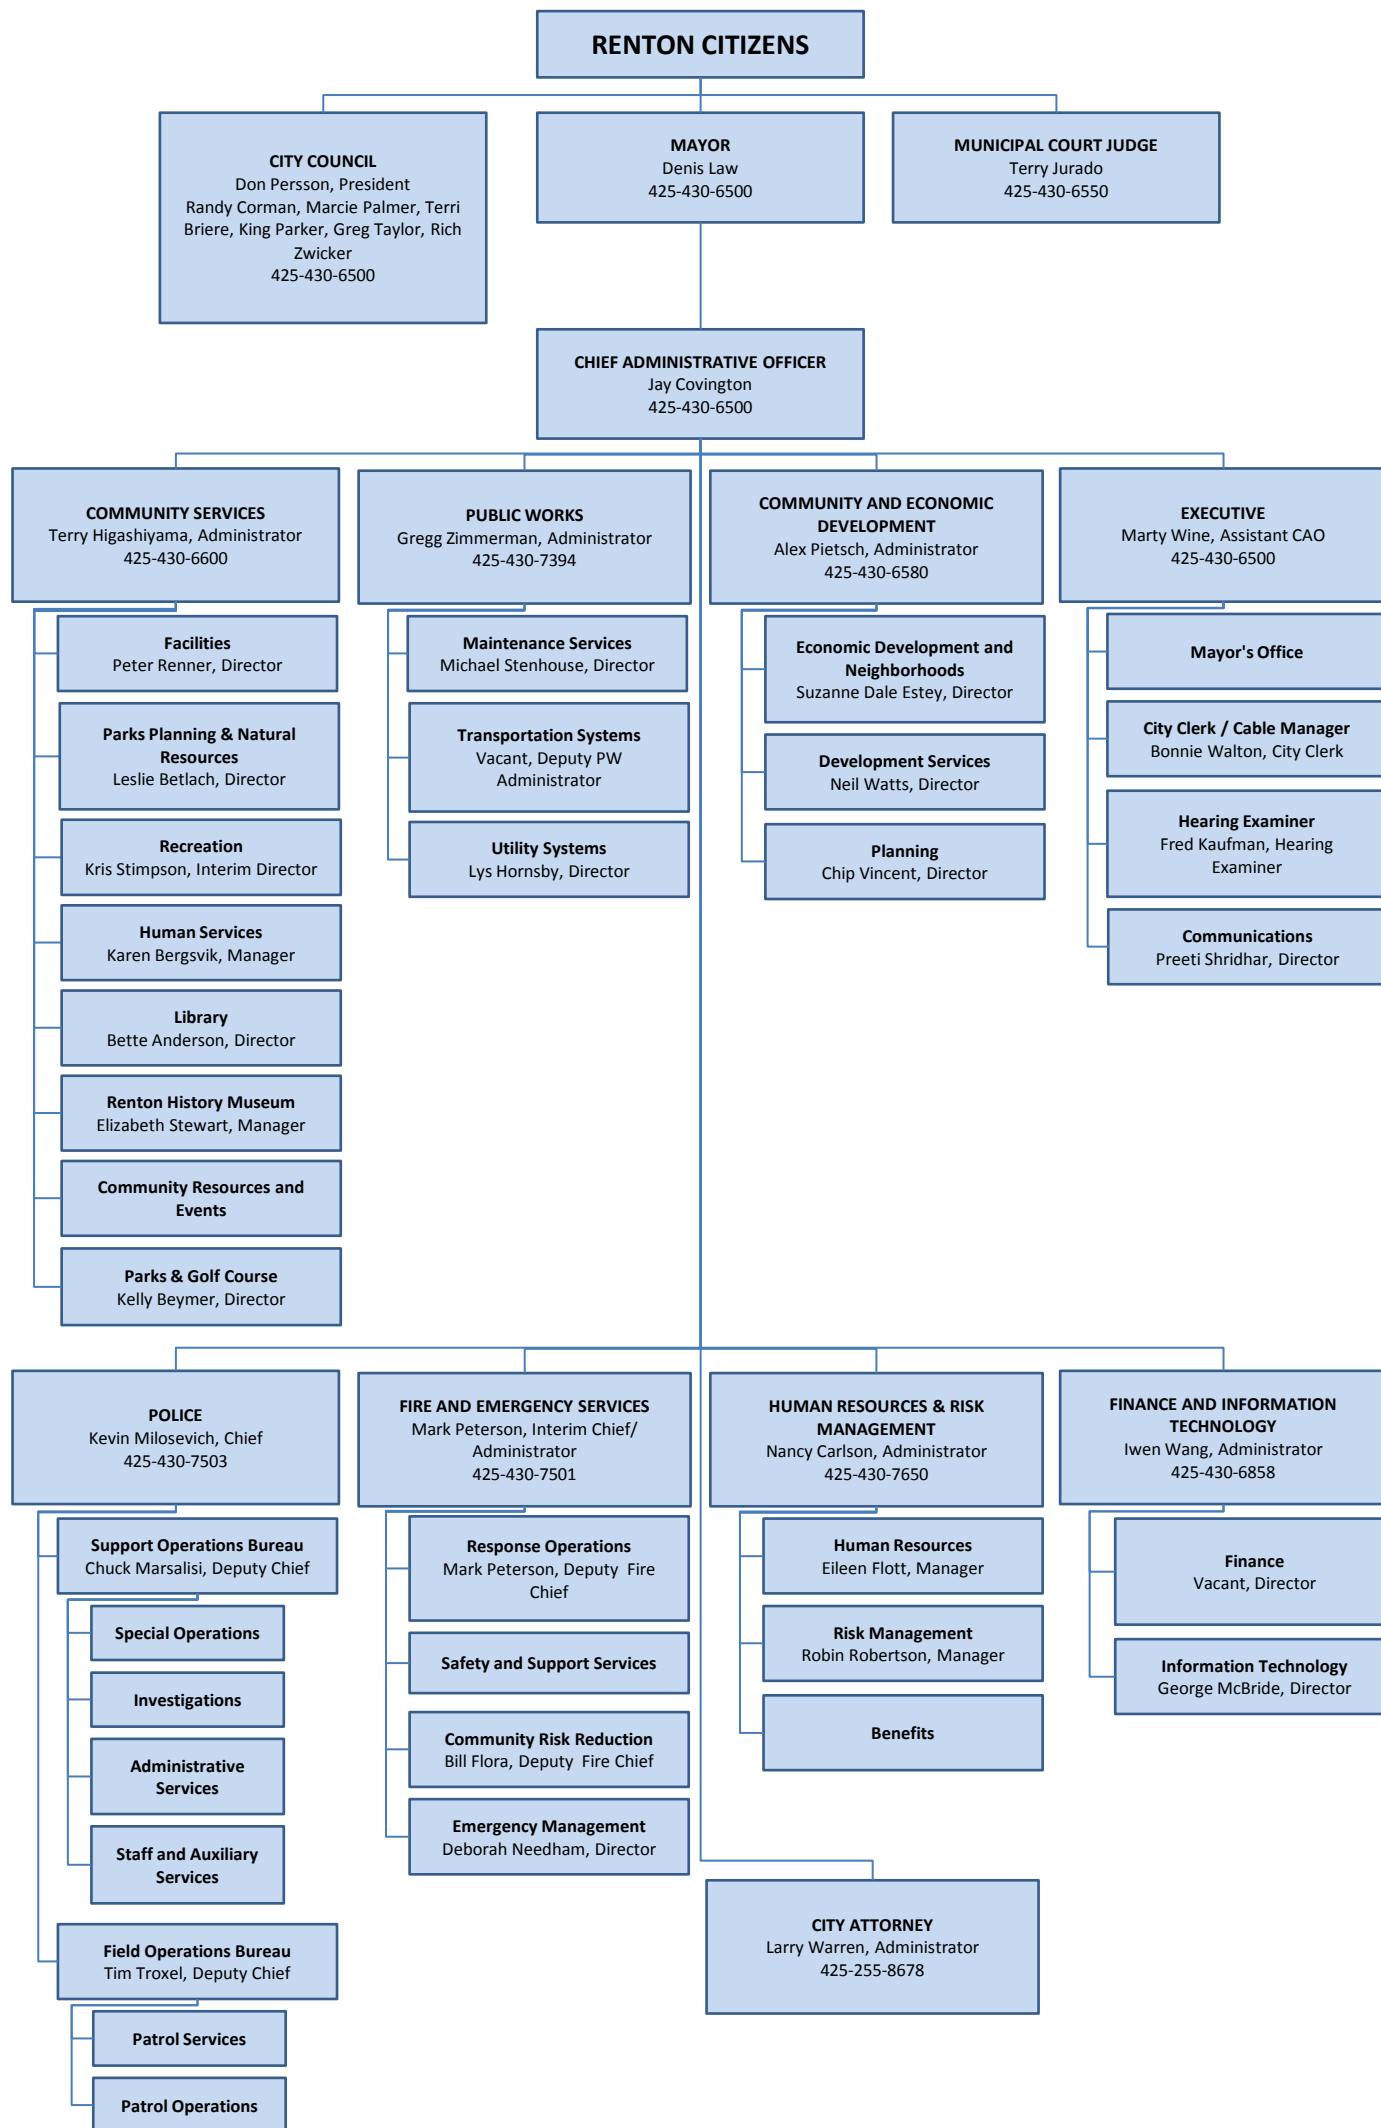 RENTON CITIZENS
CITY COUNCIL
Don Persson, President
Randy Corman, Marcie Palmer, Terri
Briere, King Parker, Greg Taylor, Rich
Zwicker
425-430-6500
MAYOR
Denis Law
425-430-6500
MUNICIPAL COURT JUDGE
Terry Jurado
425-430-6550
CHIEF ADMINISTRATIVE OFFICER
Jay Covington
425-430-6500
COMMUNITY SERVICES
Terry Higashiyama, Administrator
425-430-6600
Facilities
Peter Renner, Director
Parks Planning & Natural
Resources
Leslie Betlach, Director
Recreation
Kris Stimpson, Interim Director
Human Services
Karen Bergsvik, Manager
Library
Bette Anderson, Director
Renton History Museum
Elizabeth Stewart, Manager
Community Resources and
Events
Parks & Golf Course
Kelly Beymer, Director
PUBLIC WORKS
Gregg Zimmerman, Administrator
425-430-7394
Maintenance Services
Michael Stenhouse, Director
Transportation Systems
Vacant, Deputy PW
Administrator
Utility Systems
Lys Hornsby, Director
COMMUNITY AND ECONOMIC
DEVELOPMENT
Alex Pietsch, Administrator
425-430-6580
Economic Development and
Neighborhoods
Suzanne Dale Estey, Director
Development Services
Neil Watts, Director
Planning
Chip Vincent, Director
EXECUTIVE
Marty Wine, Assistant CAO
425-430-6500
Mayor's Office
City Clerk / Cable Manager
Bonnie Walton, City Clerk
Hearing Examiner
Fred Kaufman, Hearing
Examiner
Communications
Preeti Shridhar, Director
POLICE
Kevin Milosevich, Chief
425-430-7503
Support Operations Bureau
Chuck Marsalisi, Deputy Chief
Special Operations
Investigations
Administrative
Services
Staff and Auxiliary
Services
Field Operations Bureau
Tim Troxel, Deputy Chief
Patrol Services
Patrol Operations
FIRE AND EMERGENCY SERVICES
Mark Peterson, Interim Chief/
Administrator
425-430-7501
Response Operations
Mark Peterson, Deputy Fire
Chief
Safety and Support Services
Community Risk Reduction
Bill Flora, Deputy Fire Chief
Emergency Management
Deborah Needham, Director
HUMAN RESOURCES & RISK
MANAGEMENT
Nancy Carlson, Administrator
425-430-7650
Human Resources
Eileen Flott, Manager
Risk Management
Robin Robertson, Manager
Benefits
FINANCE AND INFORMATION
TECHNOLOGY
Iwen Wang, Administrator
425-430-6858
Finance
Vacant, Director
Information Technology
George McBride, Director
CITY ATTORNEY
Larry Warren, Administrator
425-255-8678